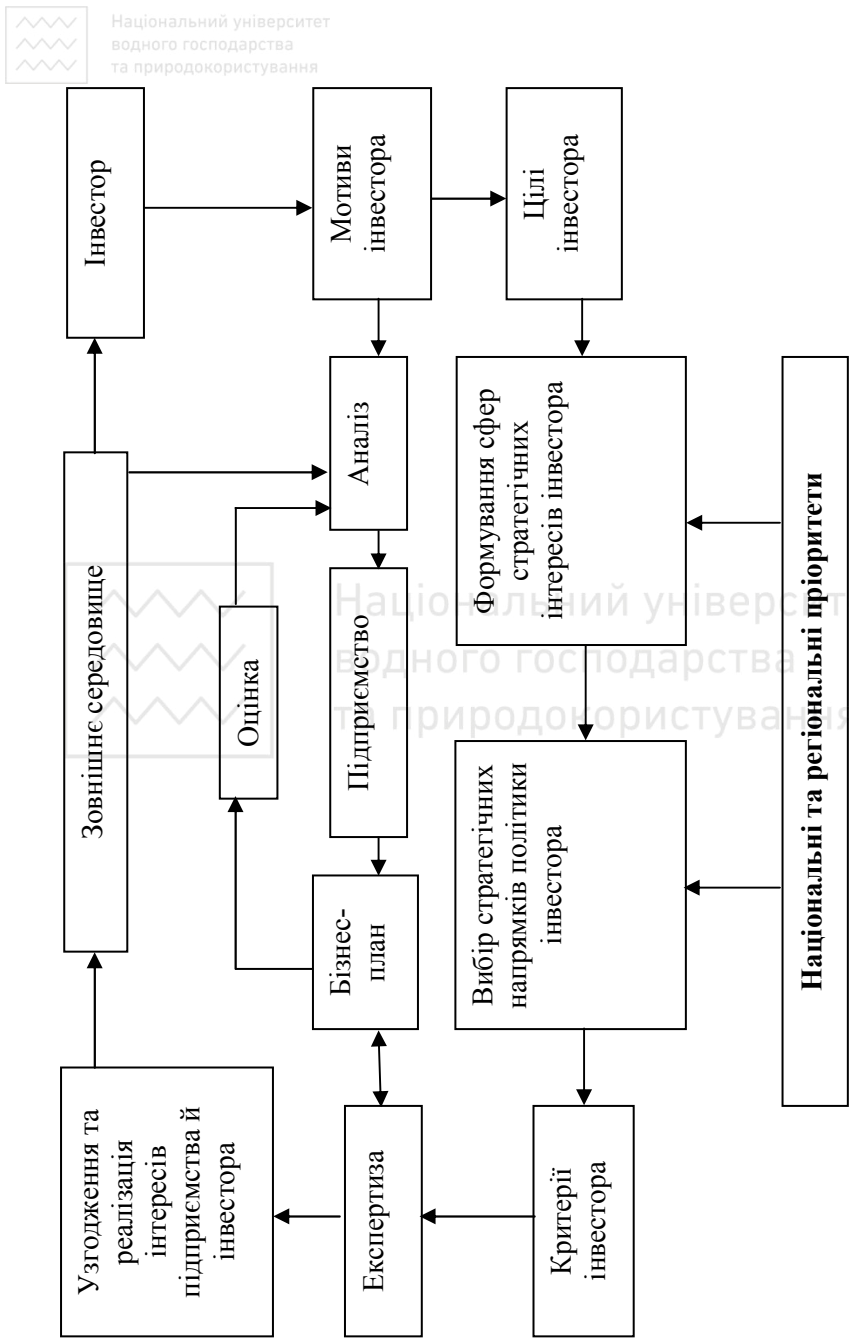 Національний університет
водного господарства
та природокористування
Узгодження та
реалізація
інтересів
підприємства й
інвестора
Зовнішнє середовище
Інвестор
Оцінка
Експертиза
Бізнес-
план
Підприємство
Аналіз
Мотиви
інвестора
Критерії
інвестора
Вибір стратегічних
напрямків політики
інвестора
Формування сфер
стратегічних
інтересів інвестора
Цілі
інвестора
Національні та регіональні пріоритети
Національний університет
водного господарства
та природокористування